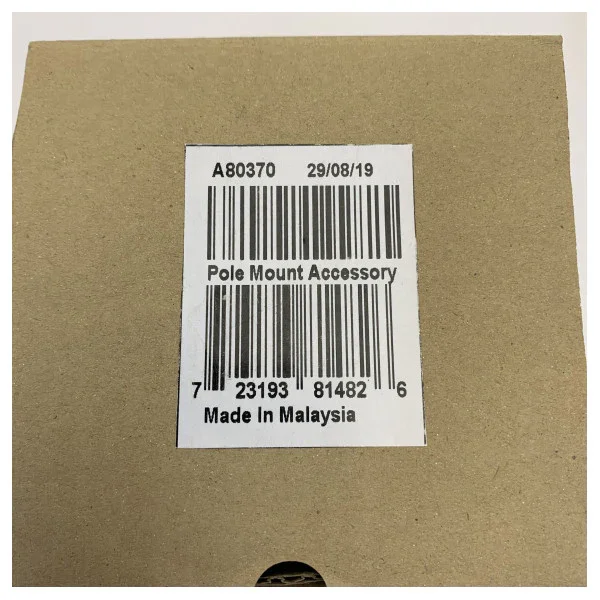 A80370 29/08/19
Pole Mount Accessory
7 23193 81482 6
Made In Malaysia